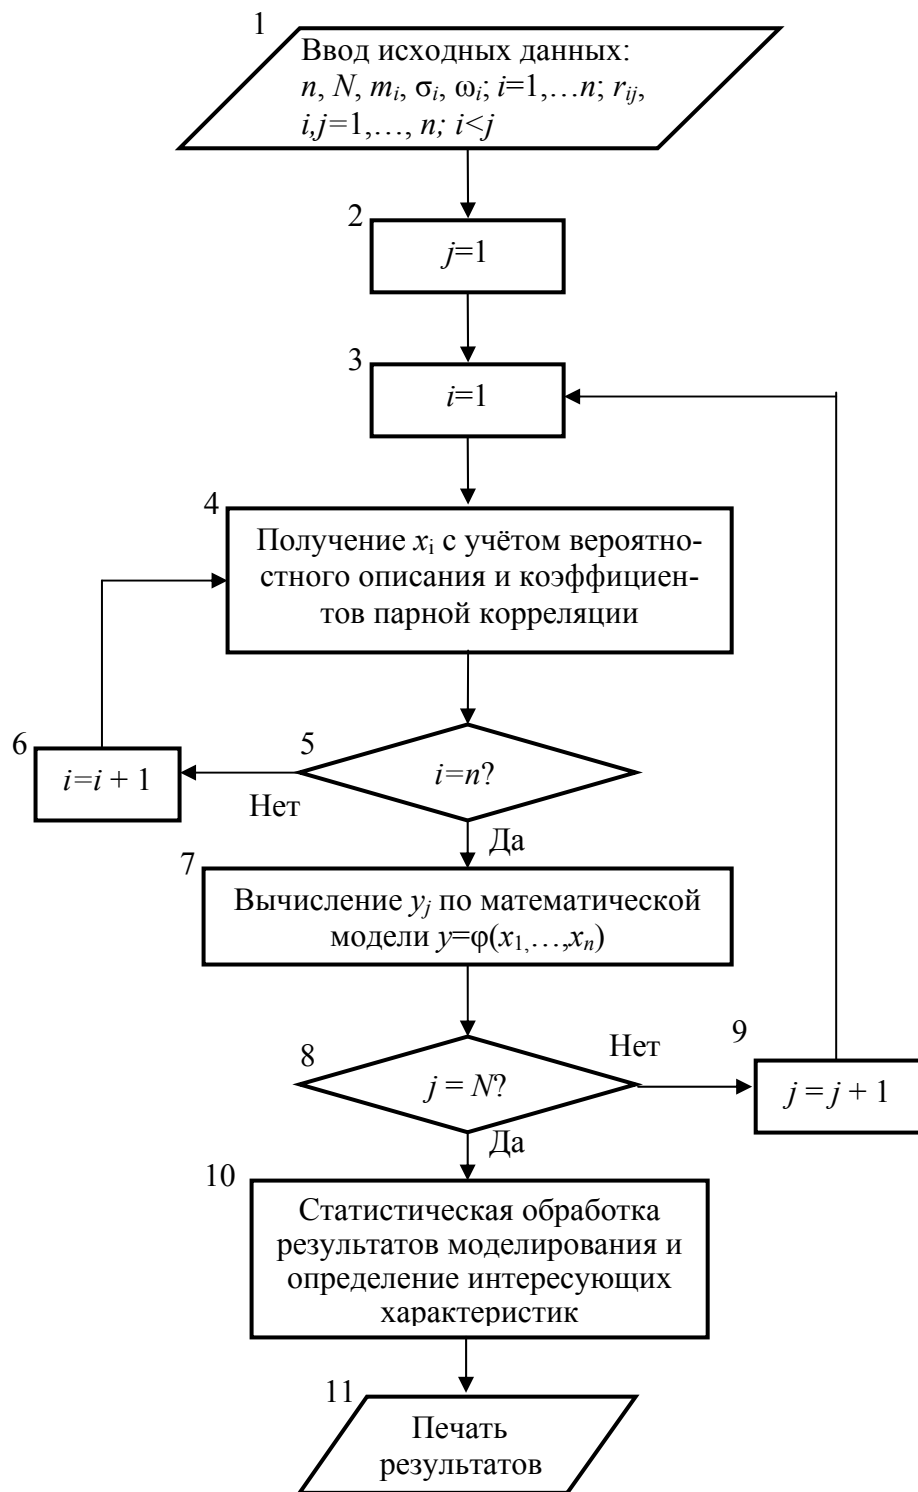 1
Ввод исходных данных:
n, N, mᵢ, σᵢ, ωᵢ; i=1,…n; rᵢⱼ,
i,j=1,…, n; i<j
2
j=1
3
i=1
4
Получение xᵢ с учётом вероятно-
стного описания и коэффициен-
тов парной корреляции
5
i=n?
6
i=i + 1
Нет
Да
7
Вычисление yⱼ по математической
модели y=φ(x₁,…,xₙ)
8
j = N?
Нет
9
j = j + 1
Да
10
Статистическая обработка
результатов моделирования и
определение интересующих
характеристик
11
Печать
результатов